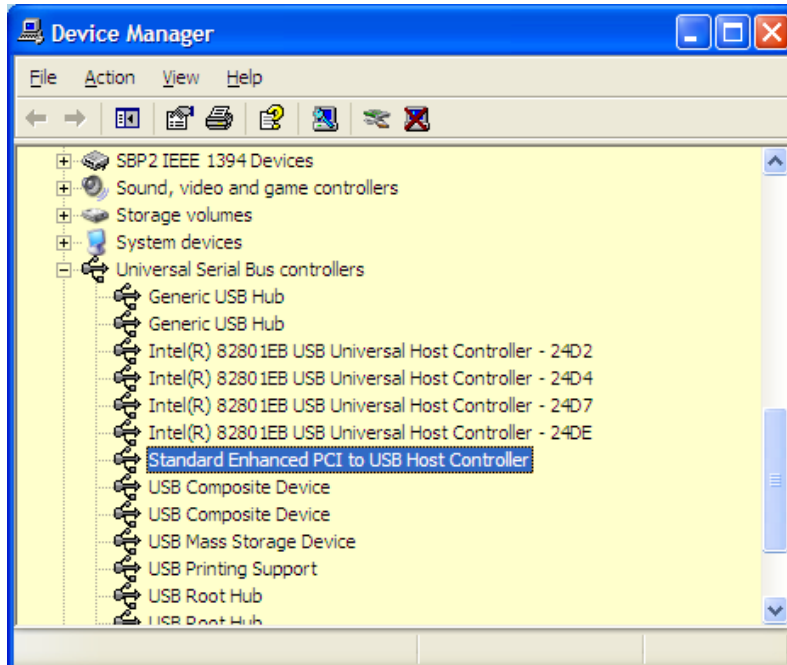 Device Manager
File Action View Help
SBP2 IEEE 1394 Devices
Sound, video and game controllers
Storage volumes
System devices
Universal Serial Bus controllers
Generic USB Hub
Generic USB Hub
Intel(R) 82801EB USB Universal Host Controller - 24D2
Intel(R) 82801EB USB Universal Host Controller - 24D4
Intel(R) 82801EB USB Universal Host Controller - 24D7
Intel(R) 82801EB USB Universal Host Controller - 24DE
Standard Enhanced PCI to USB Host Controller
USB Composite Device
USB Composite Device
USB Mass Storage Device
USB Printing Support
USB Root Hub
USB Root Hub